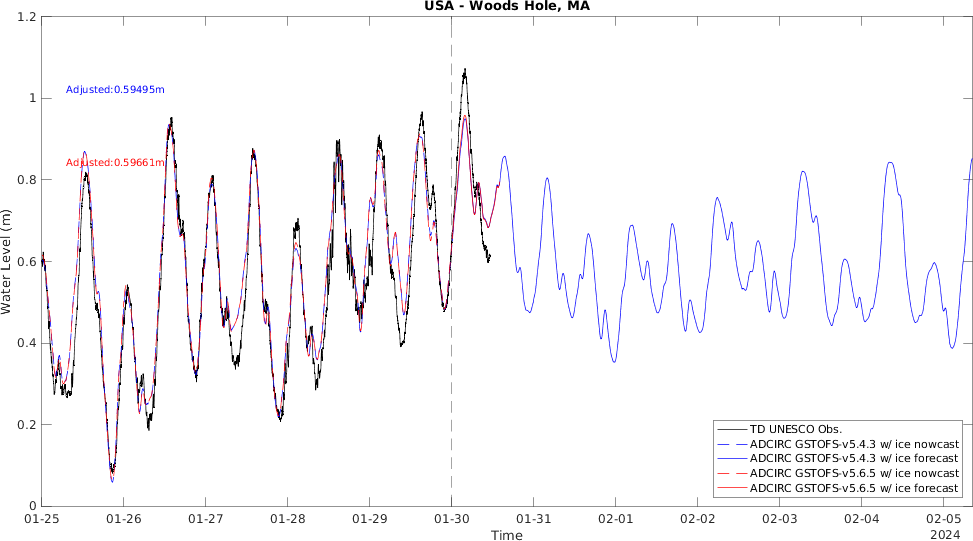 USA - Woods Hole, MA
1.2
1
0.8
0.6
0.4
0.2
0
Water Level (m)
Adjusted:0.59495m
Adjusted:0.59661m
TD UNESCO Obs.
ADCIRC GSTOFS-v5.4.3 w/ ice nowcast
ADCIRC GSTOFS-v5.4.3 w/ ice forecast
ADCIRC GSTOFS-v5.6.5 w/ ice nowcast
ADCIRC GSTOFS-v5.6.5 w/ ice forecast
01-25 01-26 01-27 01-28 01-29 01-30 01-31 02-01 02-02 02-03 02-04 02-05
2024
Time